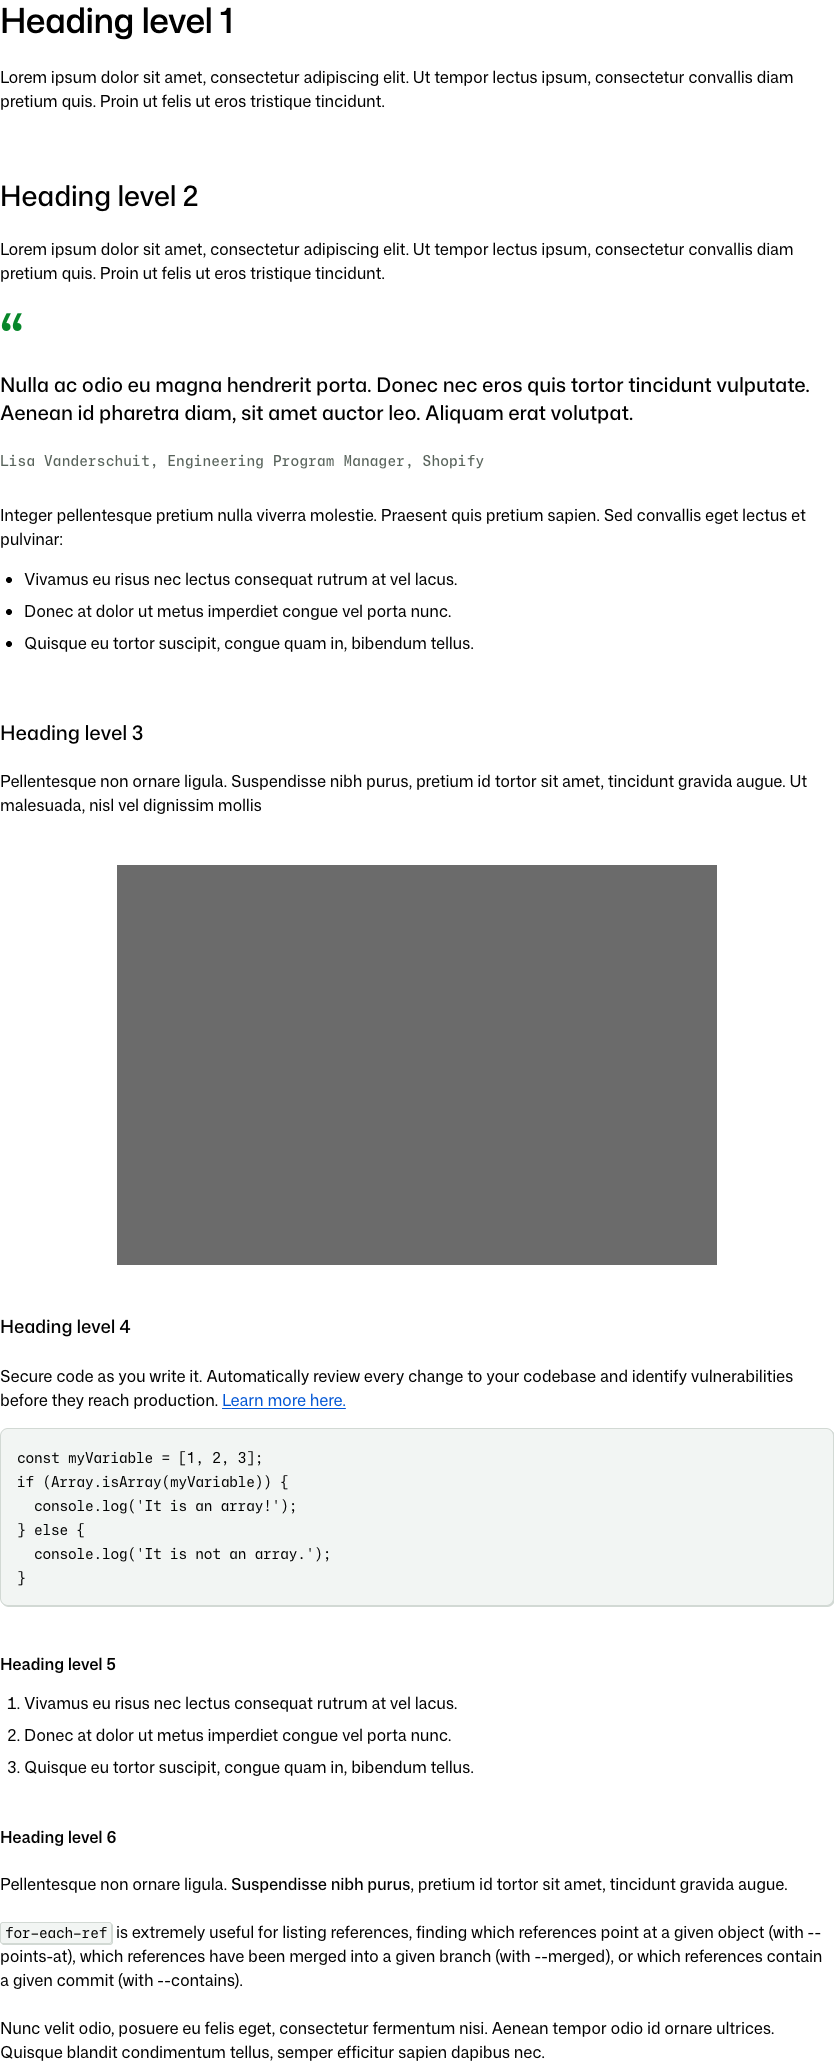 Heading level 1
Lorem ipsum dolor sit amet, consectetur adipiscing elit. Ut tempor lectus ipsum, consectetur convallis diam
pretium quis. Proin ut felis ut eros tristique tincidunt.
Heading level 2
Lorem ipsum dolor sit amet, consectetur adipiscing elit. Ut tempor lectus ipsum, consectetur convallis diam
pretium quis. Proin ut felis ut eros tristique tincidunt.
“
Nulla ac odio eu magna hendrerit porta. Donec nec eros quis tortor tincidunt vulputate.
Aenean id pharetra diam, sit amet auctor leo. Aliquam erat volutpat.
Lisa Vanderschuit, Engineering Program Manager, Shopify
Integer pellentesque pretium nulla viverra molestie. Praesent quis pretium sapien. Sed convallis eget lectus et
pulvinar:
• Vivamus eu risus nec lectus consequat rutrum at vel lacus.
• Donec at dolor ut metus imperdiet congue vel porta nunc.
• Quisque eu tortor suscipit, congue quam in, bibendum tellus.
Heading level 3
Pellentesque non ornare ligula. Suspendisse nibh purus, pretium id tortor sit amet, tincidunt gravida augue. Ut
malesuada, nisl vel dignissim mollis
Heading level 4
Secure code as you write it. Automatically review every change to your codebase and identify vulnerabilities
before they reach production. Learn more here.
const myVariable = [1, 2, 3];
if (Array.isArray(myVariable)) {
  console.log('It is an array!');
} else {
  console.log('It is not an array.');
}
Heading level 5
1. Vivamus eu risus nec lectus consequat rutrum at vel lacus.
2. Donec at dolor ut metus imperdiet congue vel porta nunc.
3. Quisque eu tortor suscipit, congue quam in, bibendum tellus.
Heading level 6
Pellentesque non ornare ligula. Suspendisse nibh purus, pretium id tortor sit amet, tincidunt gravida augue.
for-each-ref is extremely useful for listing references, finding which references point at a given object (with --
points-at), which references have been merged into a given branch (with --merged), or which references contain
a given commit (with --contains).
Nunc velit odio, posuere eu felis eget, consectetur fermentum nisi. Aenean tempor odio id ornare ultrices.
Quisque blandit condimentum tellus, semper efficitur sapien dapibus nec.